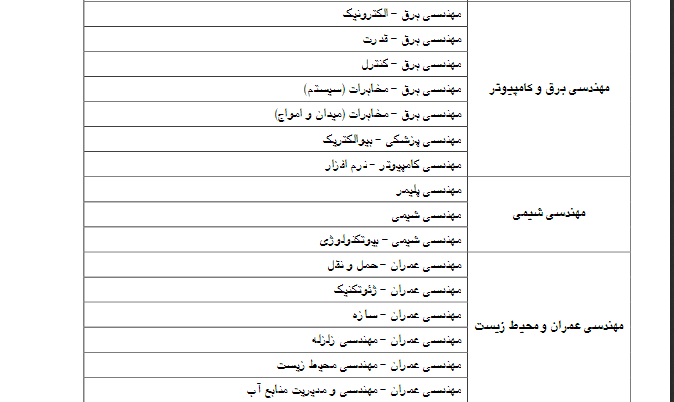 مهندسی برق و کامپیوتر
مهندسی برق - الکترونیک
مهندسی برق - قدرت
مهندسی برق - کنترل
مهندسی برق - مخابرات (سیستم)
مهندسی برق - مخابرات (میدان و امواج)
مهندسی پزشکی - بیوالکتریک
مهندسی کامپیوتر - نرم افزار
مهندسی شیمی
مهندسی پلیمر
مهندسی شیمی
مهندسی شیمی - بیوتکنولوژی
مهندسی عمران و محیط زیست
مهندسی عمران - حمل و نقل
مهندسی عمران - ژئوتکنیک
مهندسی عمران - سازه
مهندسی عمران - مهندسی زلزله
مهندسی عمران - مهندسی محیط زیست
مهندسی عمران - مهندسی و مدیریت منابع آب